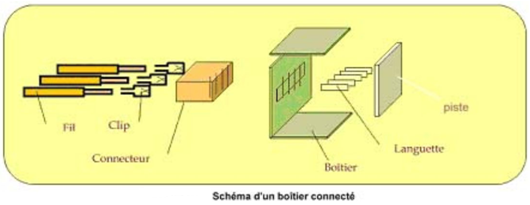 Fil
Clip
Connecteur
Boîtier
Languette
piste
Schéma d'un boîtier connecté